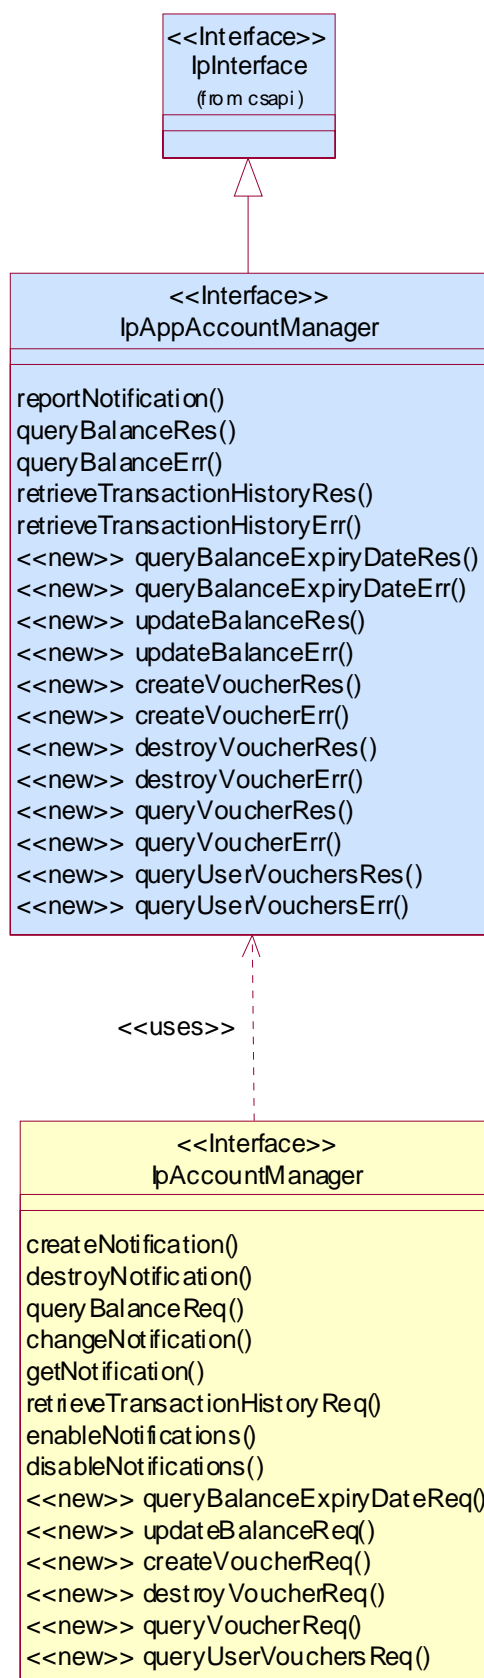 <<Interface>>
IpInterface
(from csapi)
<<Interface>>
IpAppAccountManager
reportNotification()
queryBalanceRes()
queryBalanceErr()
retrieveTransactionHistoryRes()
retrieveTransactionHistoryErr()
<<new>> queryBalanceExpiryDateRes()
<<new>> queryBalanceExpiryDateErr()
<<new>> updateBalanceRes()
<<new>> updateBalanceErr()
<<new>> createVoucherRes()
<<new>> createVoucherErr()
<<new>> destroyVoucherRes()
<<new>> destroyVoucherErr()
<<new>> queryVoucherRes()
<<new>> queryVoucherErr()
<<new>> queryUserVouchersRes()
<<new>> queryUserVouchersErr()
<<uses>>
<<Interface>>
IpAccountManager
createNotification()
destroyNotification()
queryBalanceReq()
changeNotification()
getNotification()
retrieveTransactionHistoryReq()
enableNotifications()
disableNotifications()
<<new>> queryBalanceExpiryDateReq()
<<new>> updateBalanceReq()
<<new>> createVoucherReq()
<<new>> destroyVoucherReq()
<<new>> queryVoucherReq()
<<new>> queryUserVouchersReq()